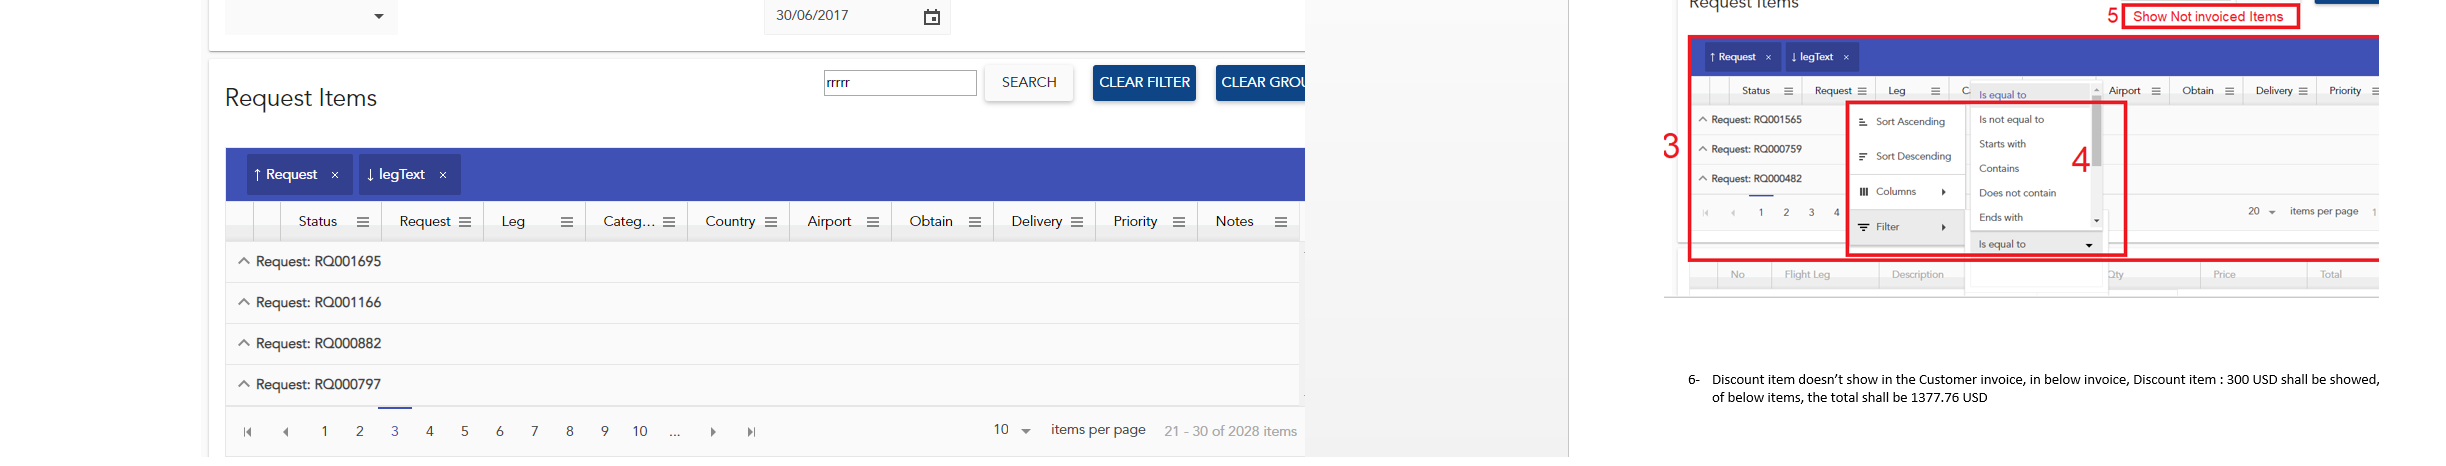 30/06/2017
Request Items
rrrrr
SEARCH
CLEAR FILTER
CLEAR GROU
↑ Request ×
↓ legText ×
Status
Request
Leg
Categ...
Country
Airport
Obtain
Delivery
Priority
Notes
Request: RQ001695
Request: RQ001166
Request: RQ000882
Request: RQ000797
1 2 3 4 5 6 7 8 9 10 ...
10 items per page
21 - 30 of 2028 items
Request Items
5 Show Not invoiced Items
↑ Request ×
↓ legText ×
Status
Request
Leg
C
Airport
Obtain
Delivery
Priority
3
Request: RQ001565
Request: RQ000759
Request: RQ000482
1 2 3 4
Sort Ascending
Sort Descending
Columns
Filter
Is equal to
Is not equal to
Starts with
Contains
Does not contain
Ends with
Is equal to
4
20 items per page 1
No
Flight Leg
Description
Qty
Price
Total
6- Discount item doesn't show in the Customer invoice, in below invoice, Discount item : 300 USD shall be showed,
of below items, the total shall be 1377.76 USD